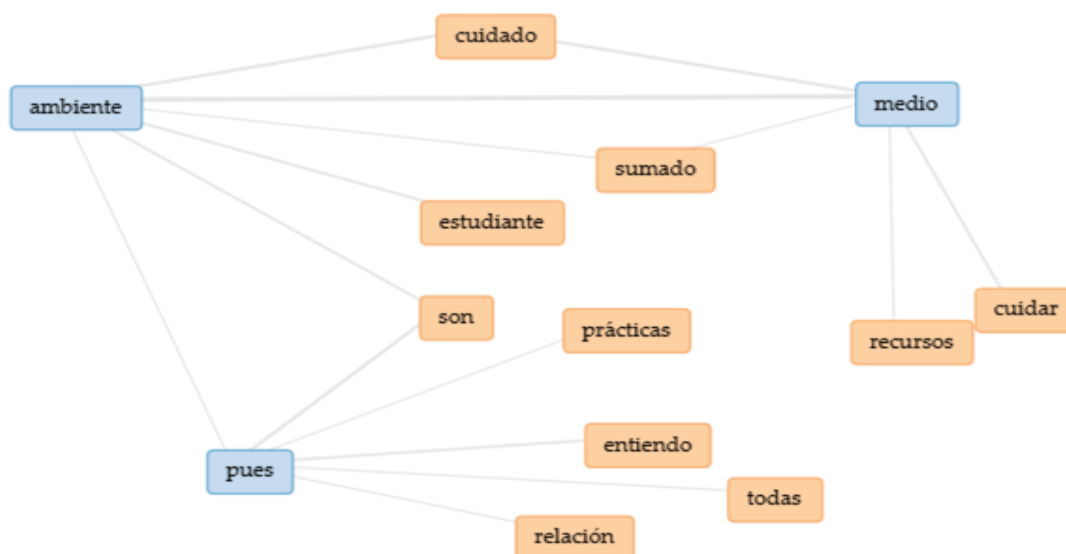 cuidado
ambiente
medio
sumado
estudiante
son
prácticas
cuidar
recursos
entiendo
pues
todas
relación